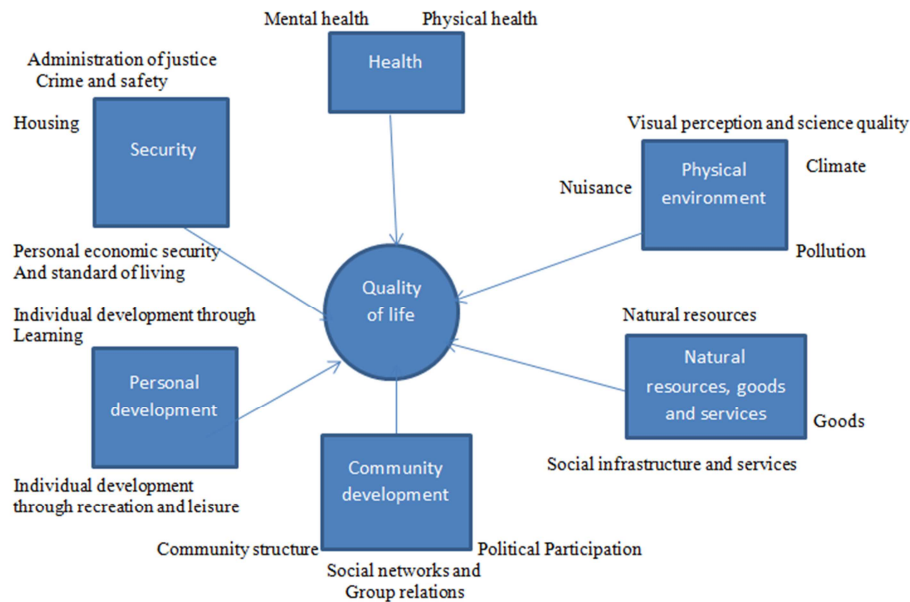 Mental health
Physical health
Health
Administration of justice
Crime and safety
Housing
Security
Personal economic security
And standard of living
Visual perception and science quality
Climate
Physical
environment
Nuisance
Pollution
Quality
of life
Individual development through
Learning
Personal
development
Individual development
through recreation and leisure
Natural resources
Natural
resources, goods
and services
Goods
Social infrastructure and services
Community
development
Community structure
Political Participation
Social networks and
Group relations